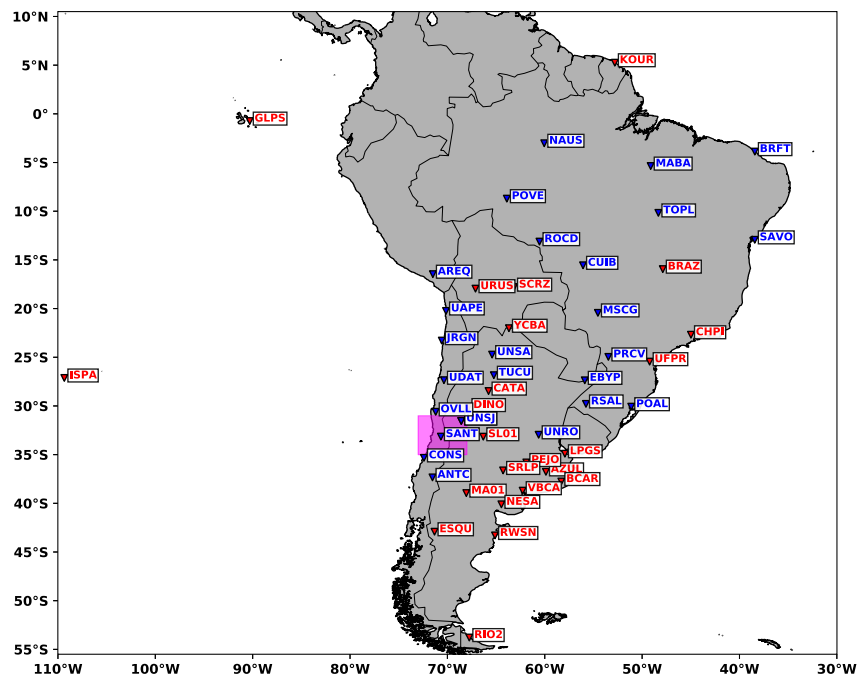 10°N
KOUR
5°N
GLPS
0°
NAUS
BRFT
MABA
5°S
POVE
TOPL
10°S
ROCD
SAVO
CUIB
BRAZ
15°S
AREQ
URUS
SCRZ
UAPE
MSCG
20°S
YCBA
CHPI
JRGN
UNSA
PRCV
UFPR
25°S
ISPA
UDAT
TUCU
EBYP
CATA
DINO
RSAL
POAL
30°S
OVLL
UNSJ
SANT
SL01
UNRO
CONS
LPGS
35°S
PEJO
ANTC
SRLP
AZUL
BCAR
MA01
VBCA
40°S
NESA
ESQU
RWSN
45°S
50°S
RIO2
55°S
110°W 100°W 90°W 80°W 70°W 60°W 50°W 40°W 30°W